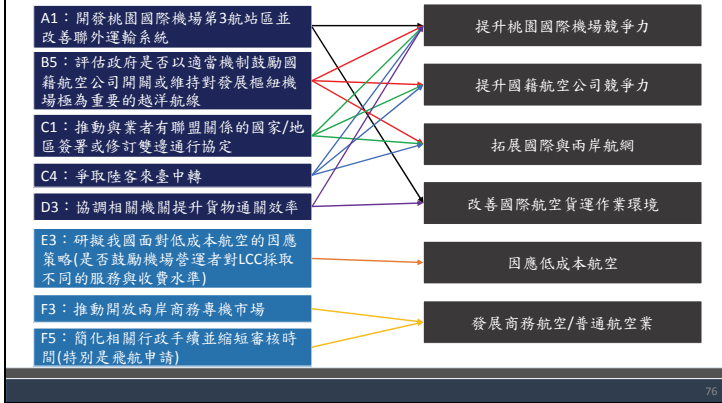 A1：開發桃園國際機場第3航站區並
改善聯外運輸系統
B5：評估政府是否以適當機制鼓勵國
籍航空公司開闢或維持對發展樞紐機
場極為重要的越洋航線
C1：推動與業者有聯盟關係的國家/地
區簽署或修訂雙邊通行協定
C4：爭取陸客來臺中轉
D3：協調相關機關提升貨物通關效率
E3：研擬我國面對低成本航空的因應
策略(是否鼓勵機場營運者對LCC採取
不同的服務與收費水準)
F3：推動開放兩岸商務專機市場
F5：簡化相關行政手續並縮短審核時
間(特別是飛航申請)
提升桃園國際機場競爭力
提升國籍航空公司競爭力
拓展國際與兩岸航網
改善國際航空貨運作業環境
因應低成本航空
發展商務航空/普通航空業
76